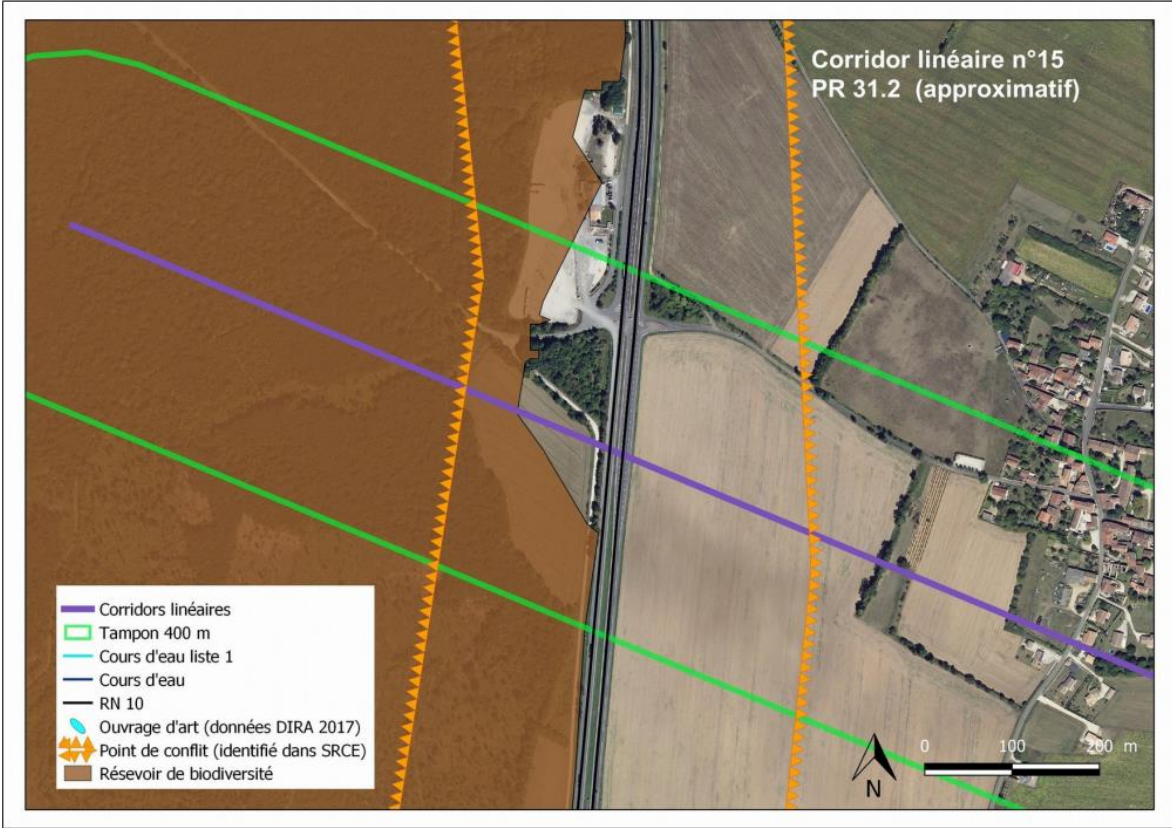 Corridor linéaire n°15
PR 31.2 (approximatif)
Corridors linéaires
Tampon 400 m
Cours d'eau liste 1
Cours d'eau
RN 10
Ouvrage d'art (données DIRA 2017)
Point de conflit (identifié dans SRCE)
Résevoir de biodiversité
N
0 100 200 m